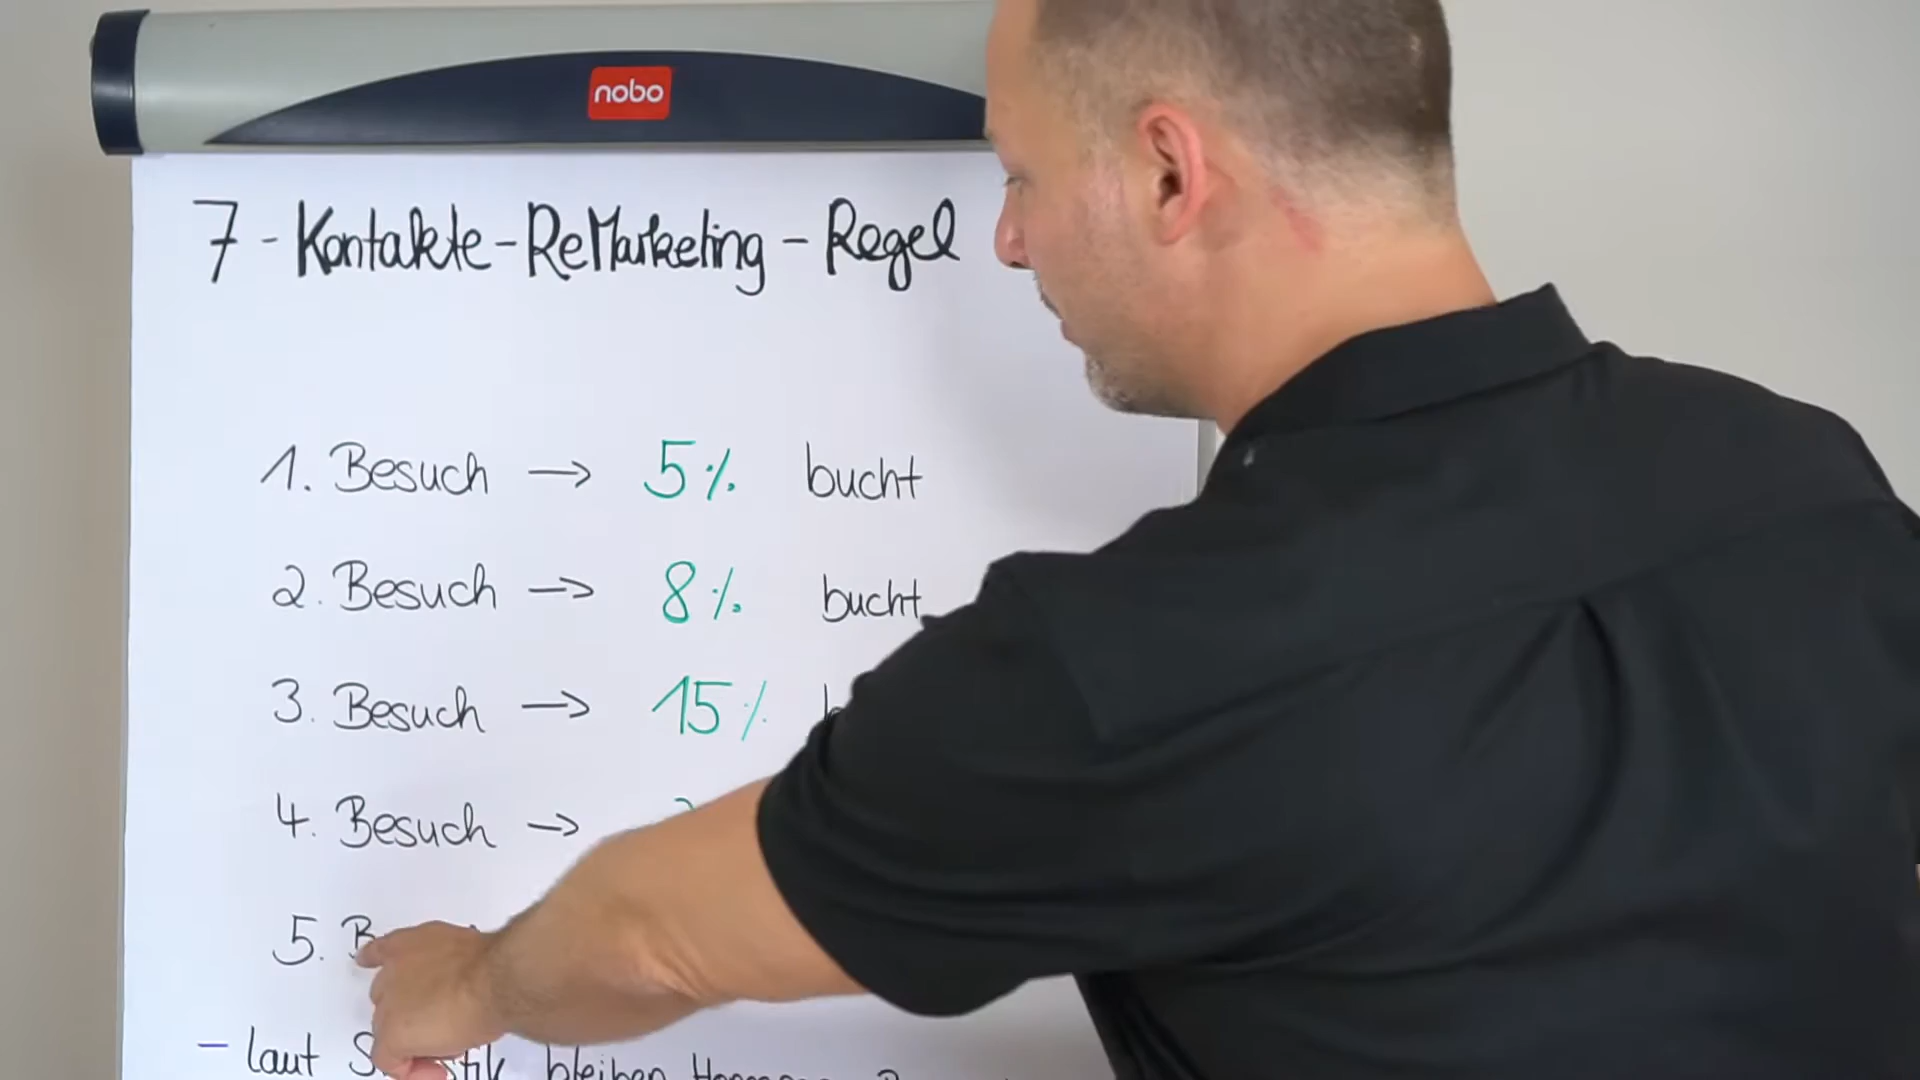 nobo
7-Kontakte-ReMarketing-Regel
1. Besuch → 5% bucht
2. Besuch → 8% bucht
3. Besuch → 15%
4. Besuch →
5.
- laut bleiben